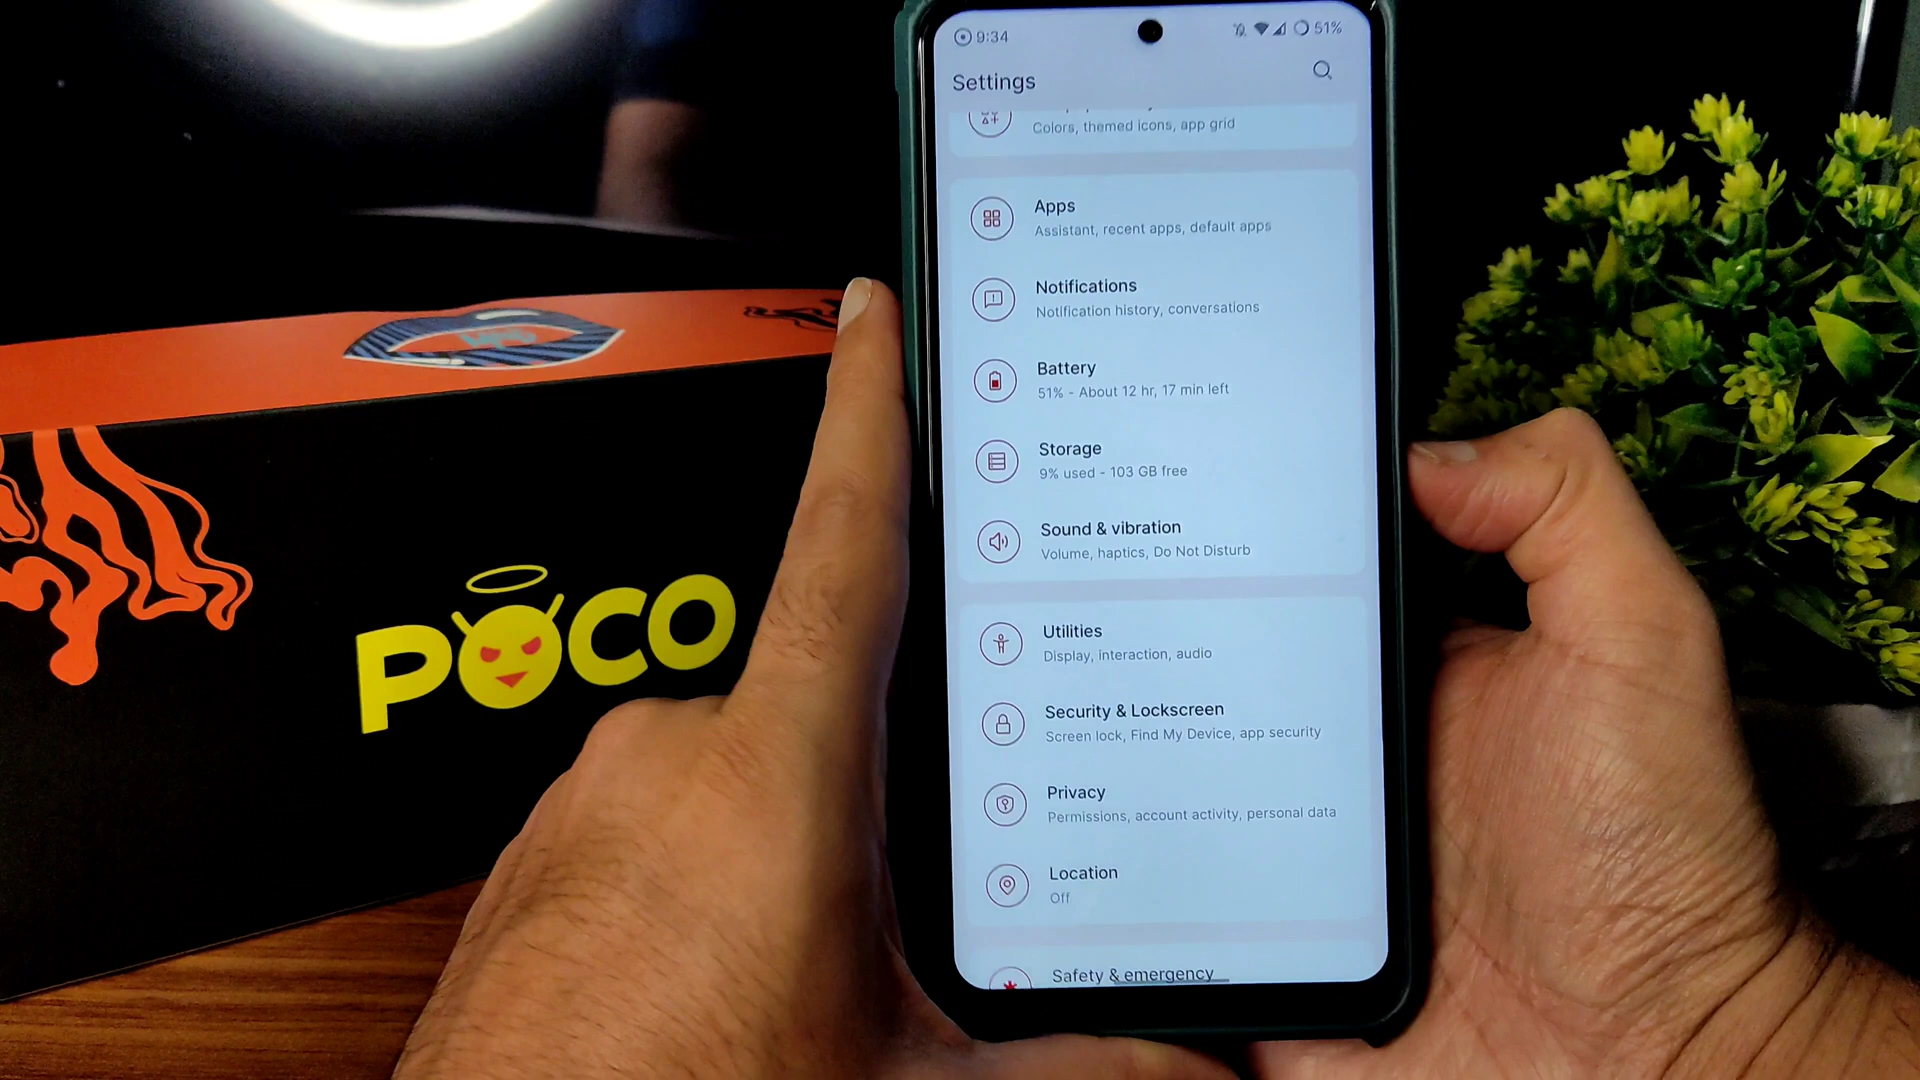 9:34
51%
Settings
Colors, themed icons, app grid
Apps
Assistant, recent apps, default apps
Notifications
Notification history, conversations
Battery
51% - About 12 hr, 17 min left
Storage
9% used - 103 GB free
Sound & vibration
Volume, haptics, Do Not Disturb
Utilities
Display, interaction, audio
Security & Lockscreen
Screen lock, Find My Device, app security
Privacy
Permissions, account activity, personal data
Location
Off
Safety & emergency
POCO